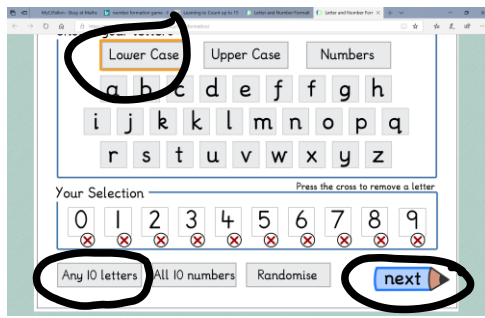 Lower Case Upper Case Numbers
a b c d e f f g h
i j k k l m n o p q
r s t u v w x y z
Your Selection
Press the cross to remove a letter
0 1 2 3 4 5 6 7 8 9
Any 10 letters All 10 numbers Randomise next